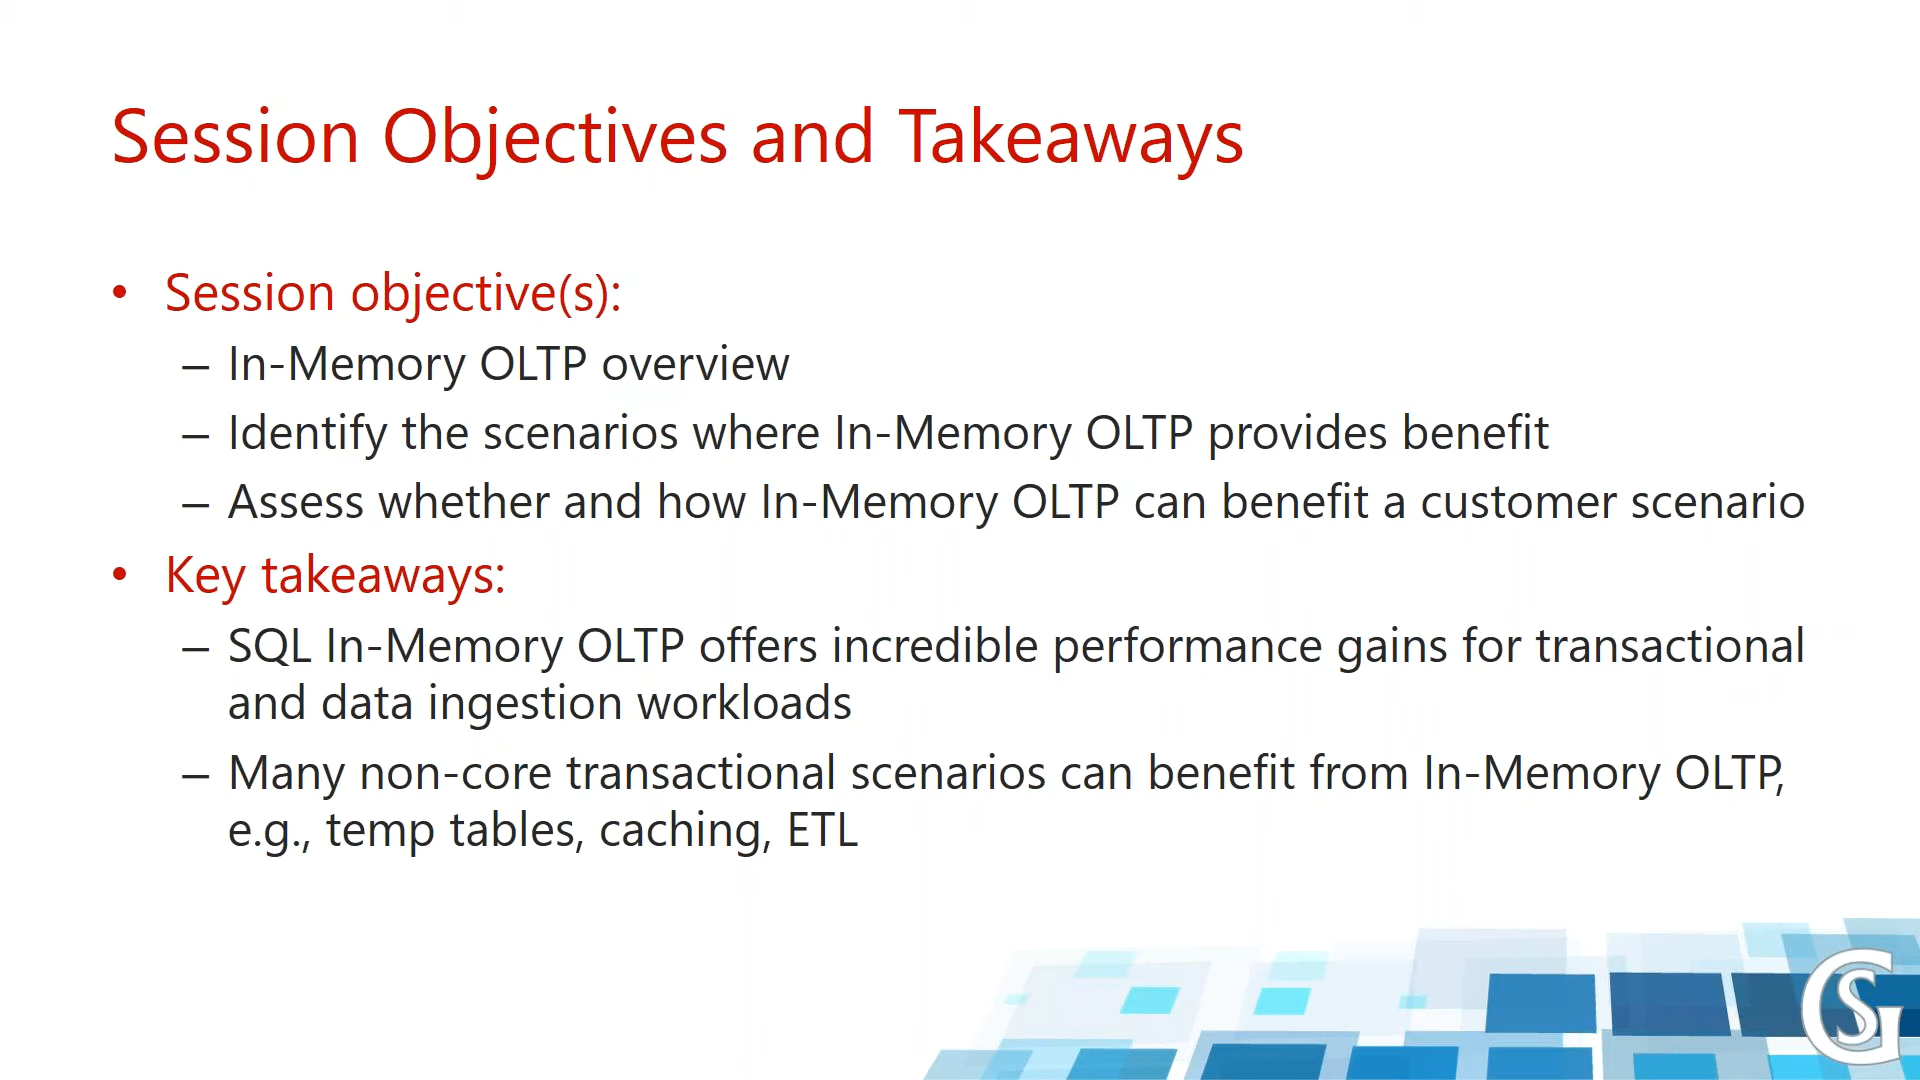 Session Objectives and Takeaways
• Session objective(s):
– In-Memory OLTP overview
– Identify the scenarios where In-Memory OLTP provides benefit
– Assess whether and how In-Memory OLTP can benefit a customer scenario
• Key takeaways:
– SQL In-Memory OLTP offers incredible performance gains for transactional
and data ingestion workloads
– Many non-core transactional scenarios can benefit from In-Memory OLTP,
e.g., temp tables, caching, ETL
GS